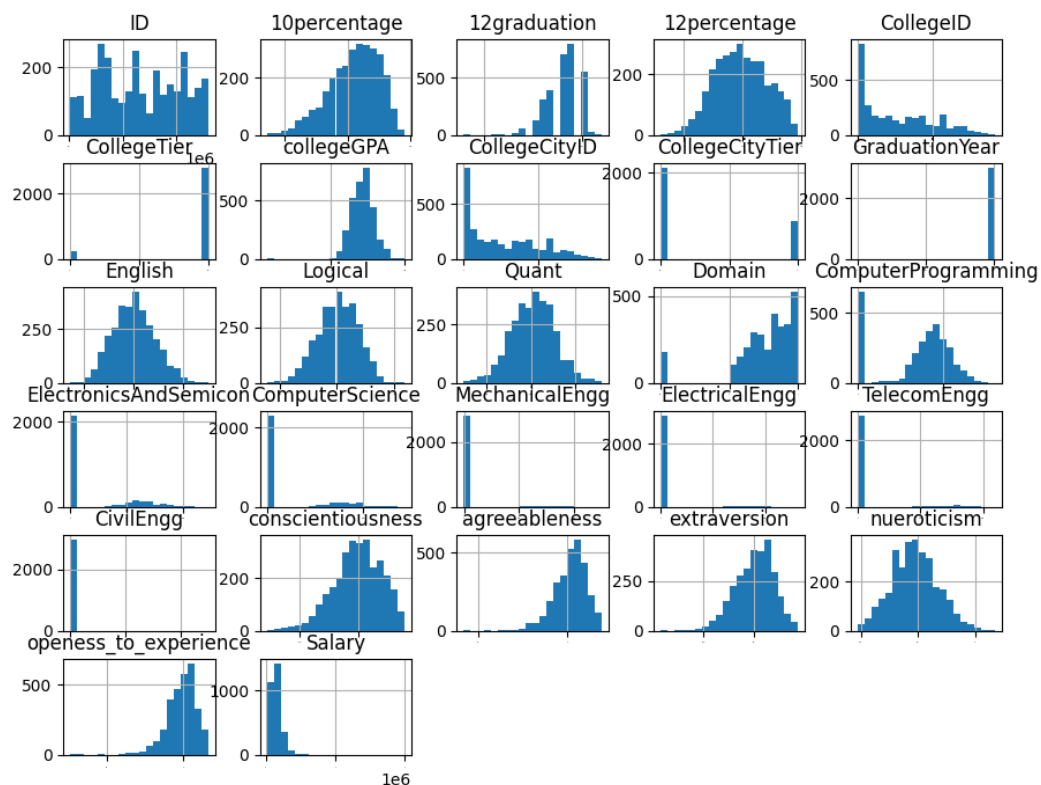 ID 10percentage 12graduation 12percentage CollegeID
200 200 500 200 500
0 0 0 0 0
1e6
CollegeTier collegeGPA CollegeCityID CollegeCityTier GraduationYear
2000 500 500 2000 2000
0 0 0 0 0
English Logical Quant Domain ComputerProgramming
250 250 250 500 500
0 0 0 0 0
ElectronicsAndSemicon ComputerScience MechanicalEngg ElectricalEngg TelecomEngg
2000 2000 2000 2000 2000
0 0 0 0 0
CivilEngg conscientiousness agreeableness extraversion nueroticism
2000 200 500 250 200
0 0 0 0 0
openess_to_experience Salary
500 1000
0 0
1e6